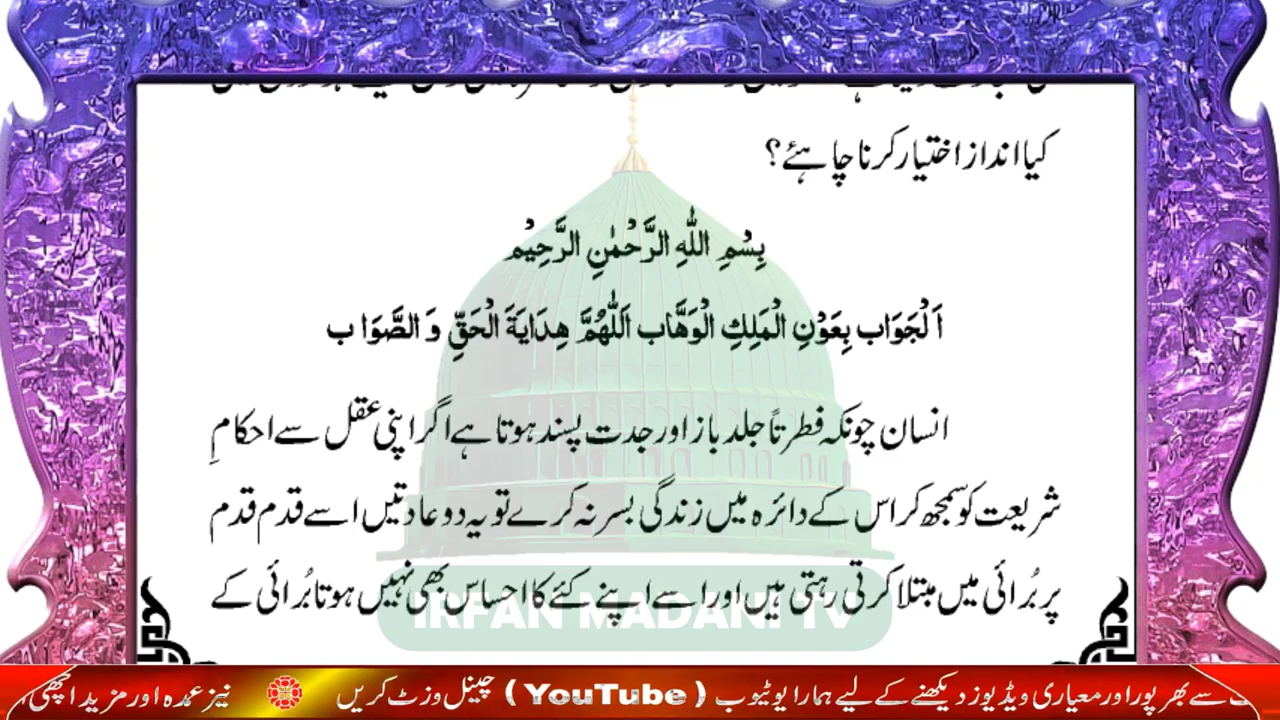 کیا انداز اختیار کرنا چاہئے؟
بِسْمِ اللّٰهِ الرَّحْمٰنِ الرَّحِيْم
اَلْجَوَاب بِعَوْنِ الْمَلِكِ الْوَهَّاب اَللّٰهُمَّ هِدَايَةَ الْحَقِّ وَ الصَّوَاب
انسان چونکہ فطرتاً جلد باز اور جدت پسند ہوتا ہے اگر اپنی عقل سے احکامِ
شریعت کو سمجھ کر اس کے دائرہ میں زندگی بسر نہ کرے تو یہ دو عادتیں اسے قدم قدم
پر بُرائی میں مبتلا کرتی رہتی ہیں اور اسے اپنے کئے کا احساس بھی نہیں ہوتا بُرائی کے
IRFAN MADANI TV
سے بھر پور اور معیاری ویڈیوز دیکھنے کے لیے ہمارا یوٹیوب ( YouTube ) چینل وزٹ کریں نیز عمدہ اور مزید اچھی